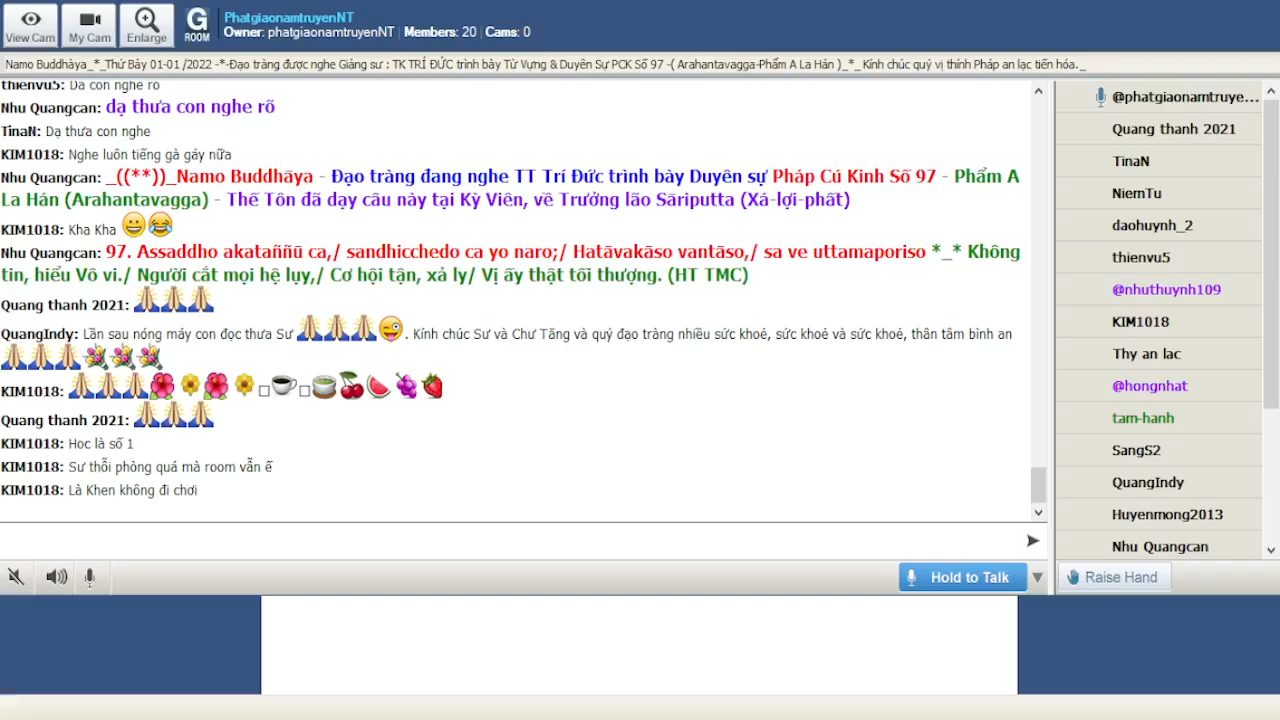 View Cam
My Cam
Enlarge
G
ROOM
PhatgiaonamtruyenNT
Owner: phatgiaonamtruyenNT | Members: 20 | Cams: 0
Namo Buddhàya_*_Thứ Bảy 01-01 /2022 -*-Đạo tràng được nghe Giảng sư : TK TRÍ ĐỨC trình bày Từ Vựng & Duyên Sự PCK Số 97 -( Arahantavagga-Phẩm A La Hán )_*_ Kính chúc quý vị thính Pháp an lạc tiến hóa._
thienvu5: Da con nghe ro
Nhu Quangcan: dạ thưa con nghe rõ
TinaN: Dạ thưa con nghe
KIM1018: Nghe luôn tiếng gà gáy nữa
Nhu Quangcan: _((**))_Namo Buddhāya - Đạo tràng đang nghe TT Trí Đức trình bày Duyên sự Pháp Cú Kinh Số 97 - Phẩm A
La Hán (Arahantavagga) - Thế Tôn đã dạy câu này tại Kỳ Viên, về Trưởng lão Sāriputta (Xá-lợi-phất)
KIM1018: Kha Kha 😀😂
Nhu Quangcan: 97. Assaddho akataññū ca,/ sandhicchedo ca yo naro;/ Hatāvakāso vantāso,/ sa ve uttamaporiso *_* Không
tin, hiểu Vô vi./ Người cắt mọi hệ lụy,/ Cơ hội tận, xả ly/ Vị ấy thật tối thượng. (HT TMC)
Quang thanh 2021: 🙏🙏🙏
QuangIndy: Lần sau nóng máy con đọc thưa Sư 🙏🙏🙏😜. Kính chúc Sư và Chư Tăng và quý đạo tràng nhiều sức khoẻ, sức khoẻ và sức khoẻ, thân tâm bình an
🙏🙏🙏💐💐💐
KIM1018: 🙏🙏🙏🌺🌼🌺🌼□☕□🍵🍒🍉🍇🍓
Quang thanh 2021: 🙏🙏🙏
KIM1018: Hoc là số 1
KIM1018: Sư thỗi phòng quá mà room vẫn ế
KIM1018: Là Khen không đi chơi
@phatgiaonamtruye...
Quang thanh 2021
TinaN
NiemTu
daohuynh_2
thienvu5
@nhuthuynh109
KIM1018
Thy an lac
@hongnhat
tam-hanh
SangS2
QuangIndy
Huyenmong2013
Nhu Quangcan
Hold to Talk
Raise Hand